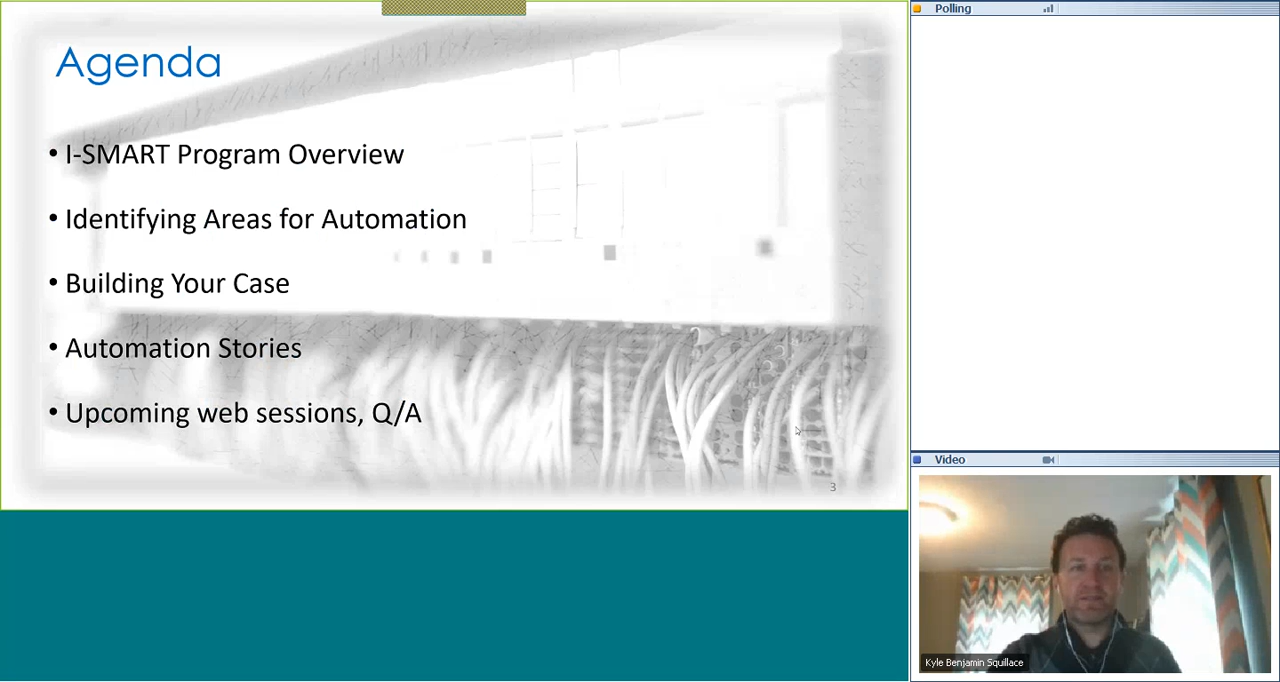 Agenda
• I-SMART Program Overview
• Identifying Areas for Automation
• Building Your Case
• Automation Stories
• Upcoming web sessions, Q/A
3
Polling
Video
Kyle Benjamin Squillace